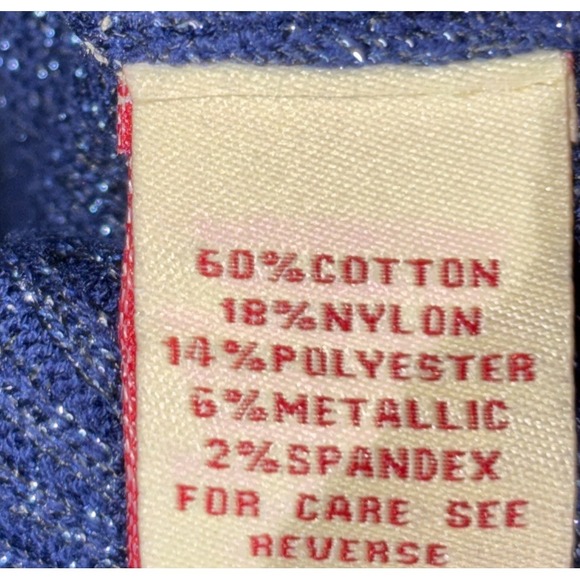 60%COTTON
18%NYLON
14%POLYESTER
6%METALLIC
2%SPANDEX
FOR CARE SEE
REVERSE